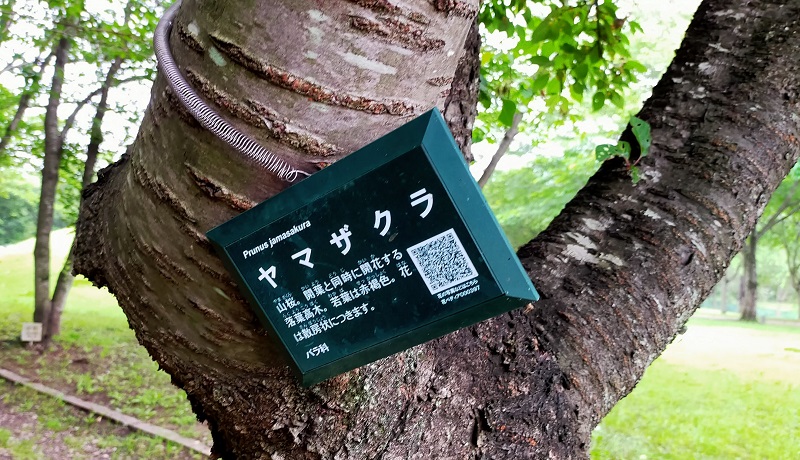 Prunus jamasakura
ヤマザクラ
山桜。開葉と同時に開花する
落葉高木。若葉は赤褐色。花
は散房状につきます。
バラ科